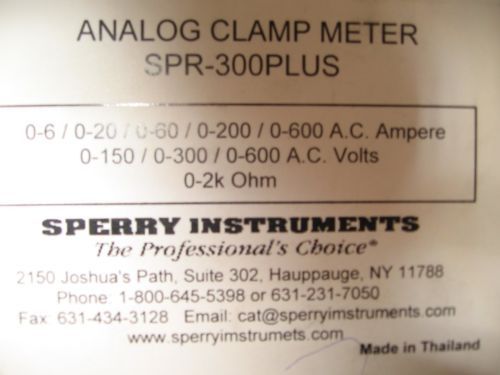 ANALOG CLAMP METER
SPR-300PLUS
0-6 / 0-20 / 0-60 / 0-200 / 0-600 A.C. Ampere
0-150 / 0-300 / 0-600 A.C. Volts
0-2k Ohm
SPERRY INSTRUMENTS
The Professional's Choice®
2150 Joshua's Path, Suite 302, Hauppauge, NY 11788
Phone: 1-800-645-5398 or 631-231-7050
Fax: 631-434-3128 Email: cat@sperryinstruments.com
www.sperryimstrumets.com
Made in Thailand